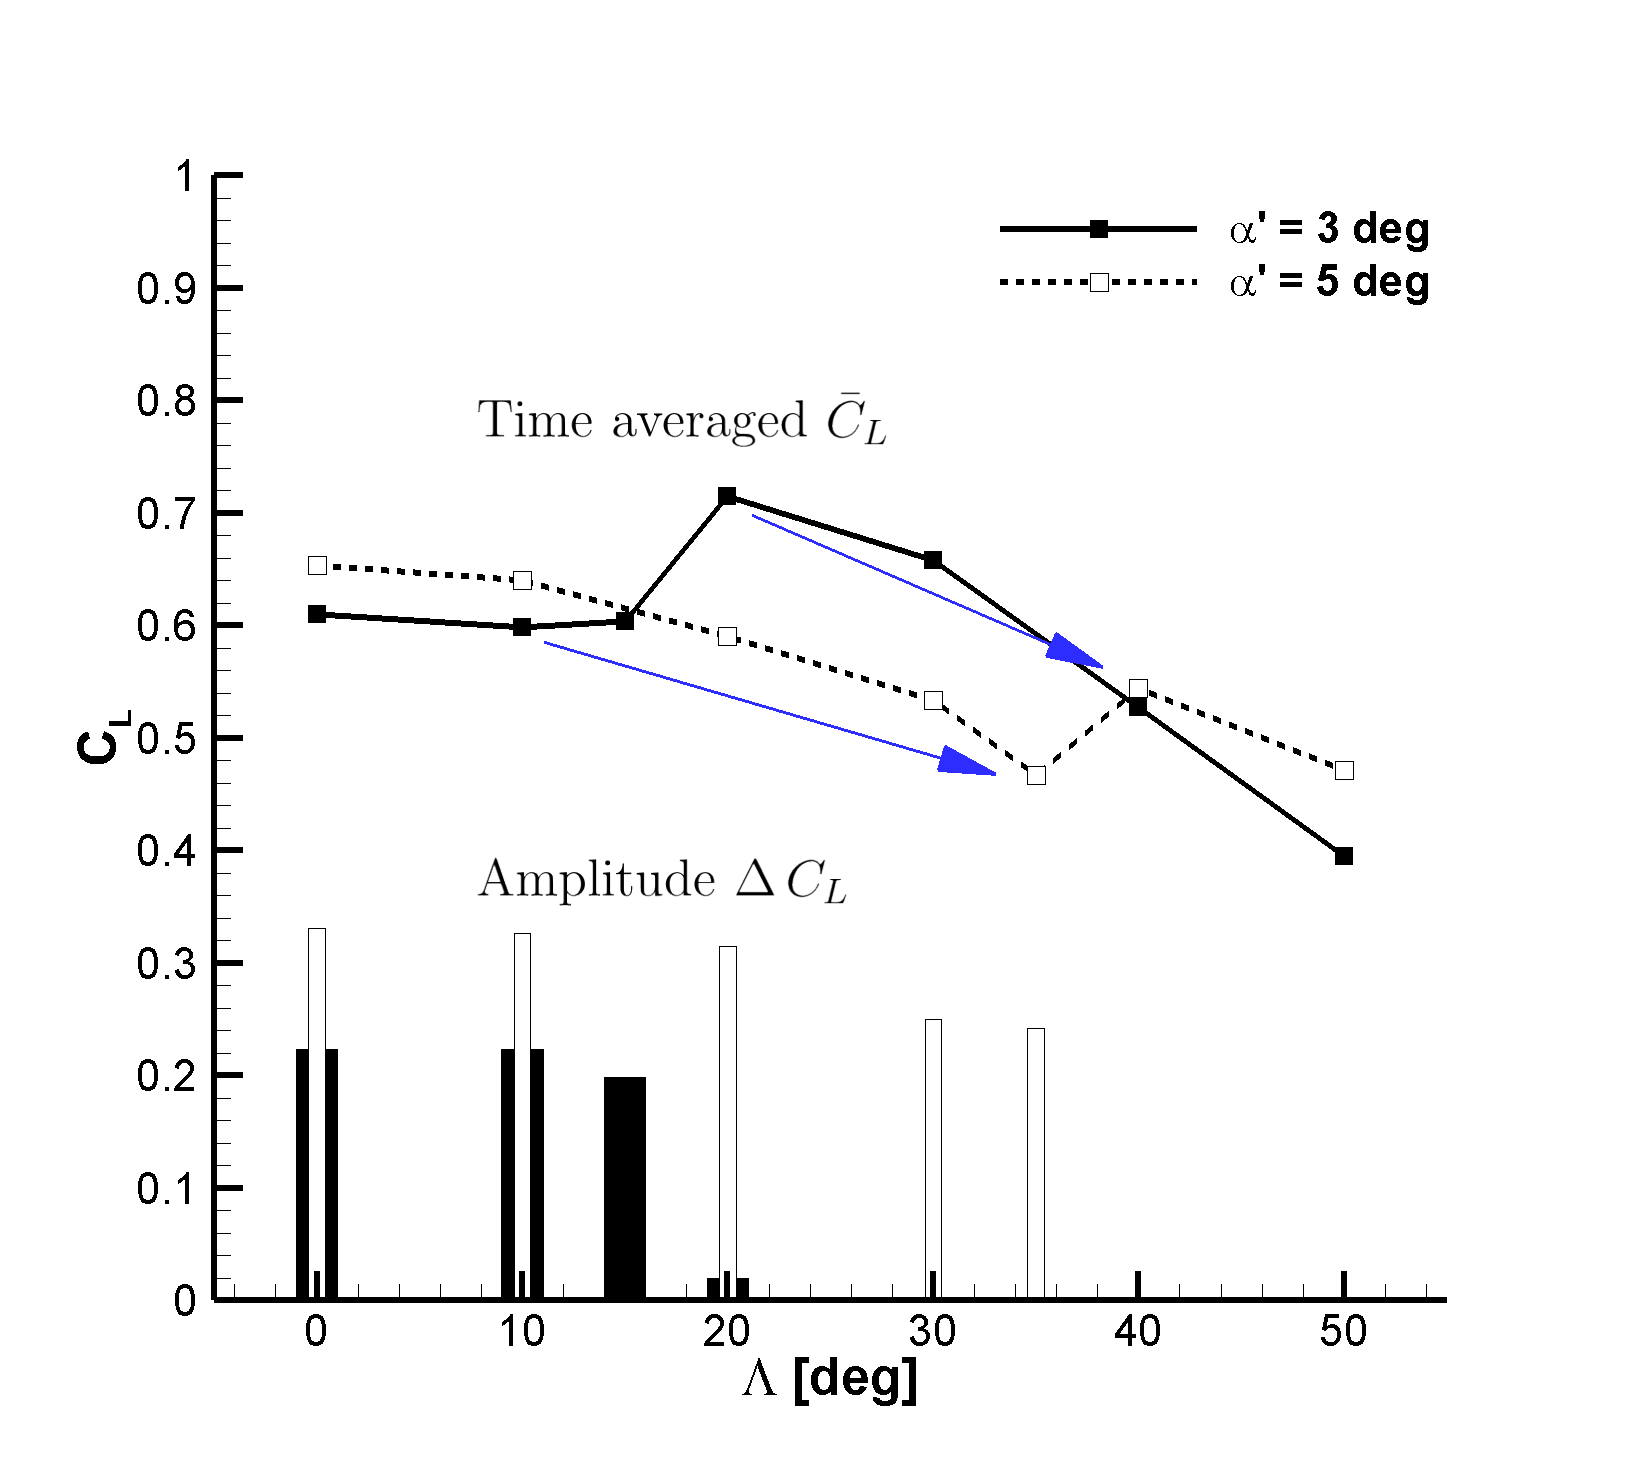 1
0.9
0.8
0.7
0.6
0.5
0.4
0.3
0.2
0.1
0
C_L
α' = 3 deg
α' = 5 deg
Time averaged C̄_L
Amplitude Δ C_L
0 10 20 30 40 50
Λ [deg]